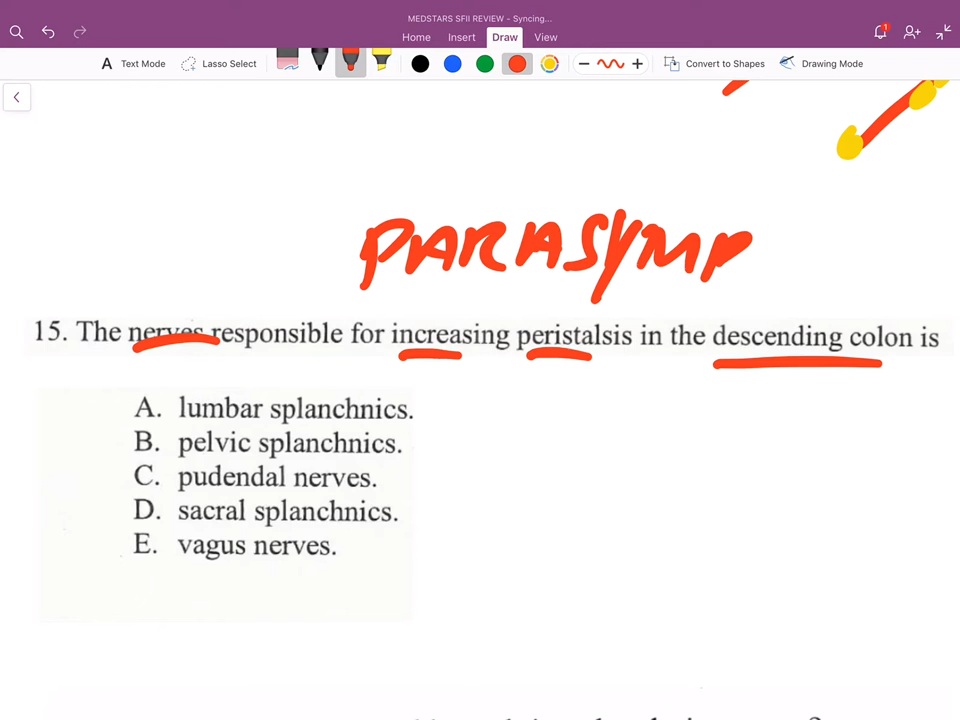 MEDSTARS SFII REVIEW - Syncing...
Home Insert Draw View
1
A Text Mode Lasso Select Convert to Shapes Drawing Mode
PARASYMP
15. The nerves responsible for increasing peristalsis in the descending colon is
A. lumbar splanchnics.
B. pelvic splanchnics.
C. pudendal nerves.
D. sacral splanchnics.
E. vagus nerves.